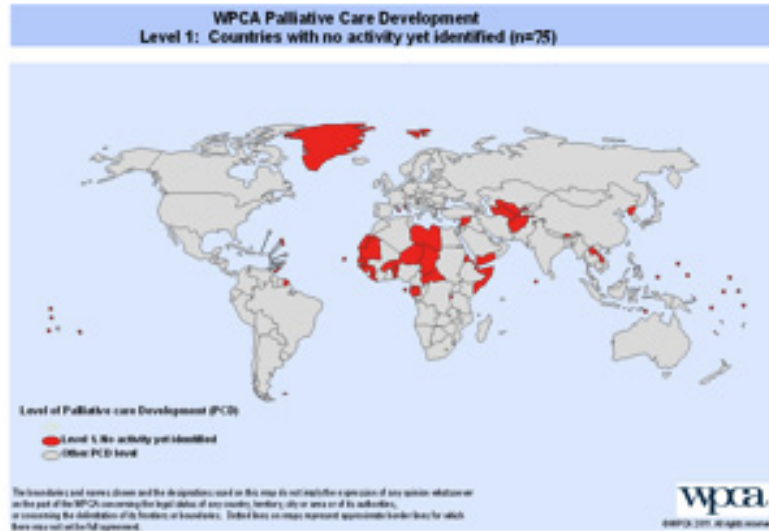 WPCA Palliative Care Development
Level 1: Countries with no activity yet identified (n=75)
Level of Palliative care Development (PCD)
Level 1. No activity yet identified
Other PCD level
The boundaries and names shown and the designations used on this map do not imply the expression of any opinion whatsoever
on the part of the WPCA concerning the legal status of any country, territory, city or area or of its authorities,
or concerning the delimitation of its frontiers or boundaries. Dotted lines on maps represent approximate border lines for which
there may not yet be full agreement.
wpca
©WPCA 2011. All rights reserved